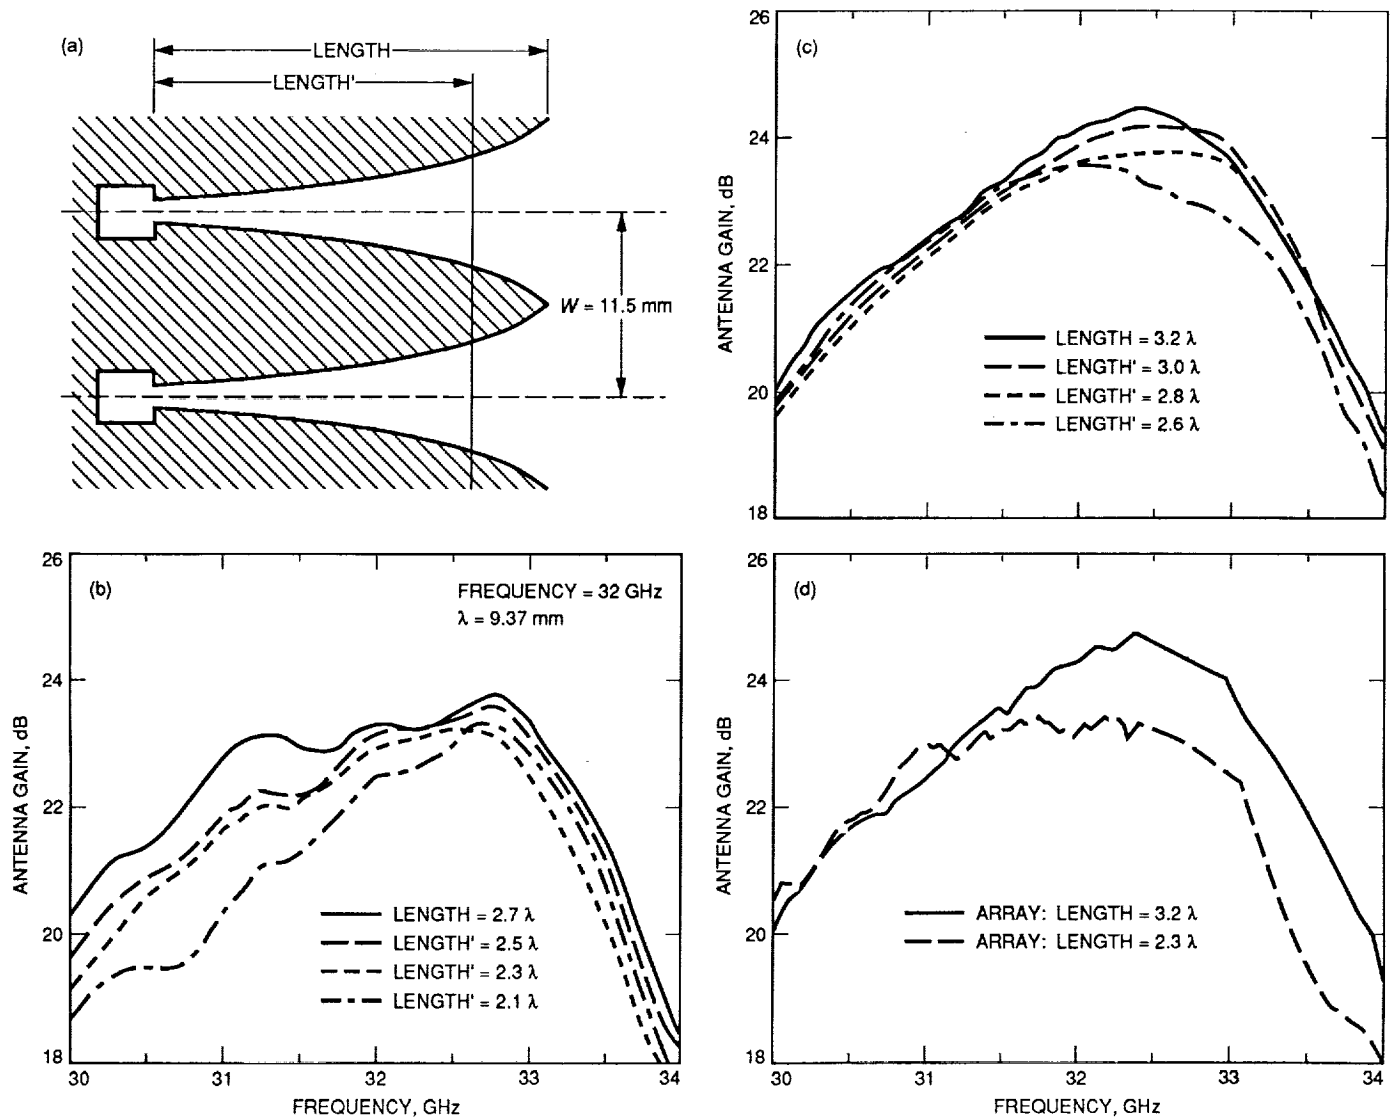 (a)
LENGTH
LENGTH'
W = 11.5 mm
(b)
FREQUENCY = 32 GHz
λ = 9.37 mm
26
24
22
20
18
ANTENNA GAIN, dB
LENGTH = 2.7 λ
LENGTH' = 2.5 λ
LENGTH' = 2.3 λ
LENGTH' = 2.1 λ
30
31
32
33
34
FREQUENCY, GHz
(c)
26
24
22
20
18
ANTENNA GAIN, dB
LENGTH = 3.2 λ
LENGTH' = 3.0 λ
LENGTH' = 2.8 λ
LENGTH' = 2.6 λ
(d)
26
24
22
20
18
ANTENNA GAIN, dB
ARRAY: LENGTH = 3.2 λ
ARRAY: LENGTH = 2.3 λ
30
31
32
33
34
FREQUENCY, GHz